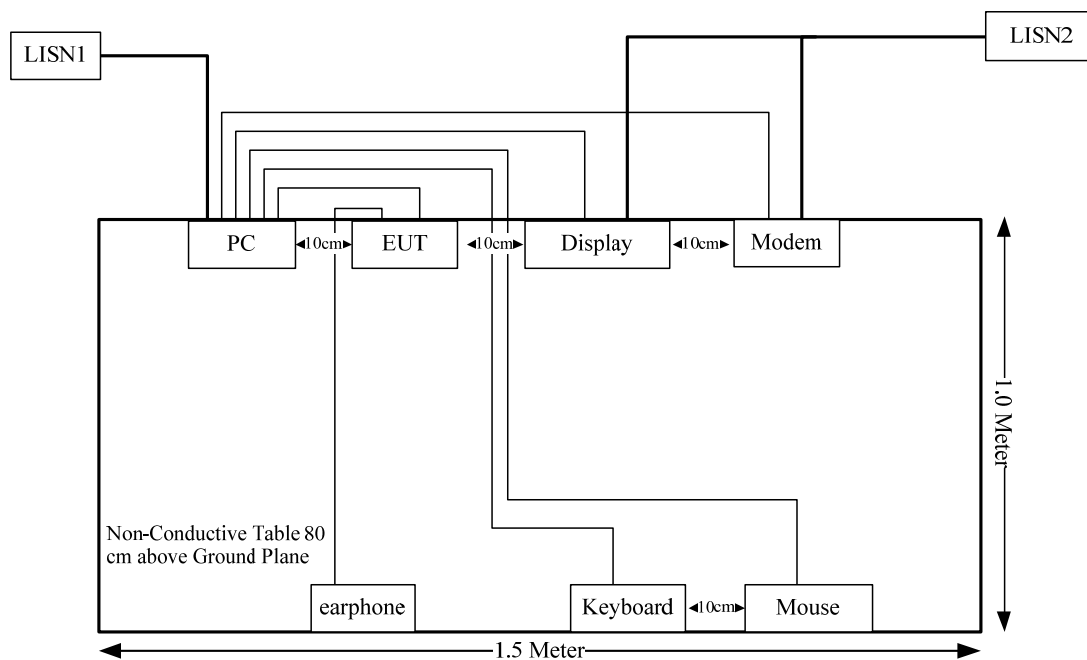 LISN1
LISN2
PC
10cm
EUT
10cm
Display
10cm
Modem
1.0 Meter
Non-Conductive Table 80
cm above Ground Plane
earphone
Keyboard
10cm
Mouse
1.5 Meter